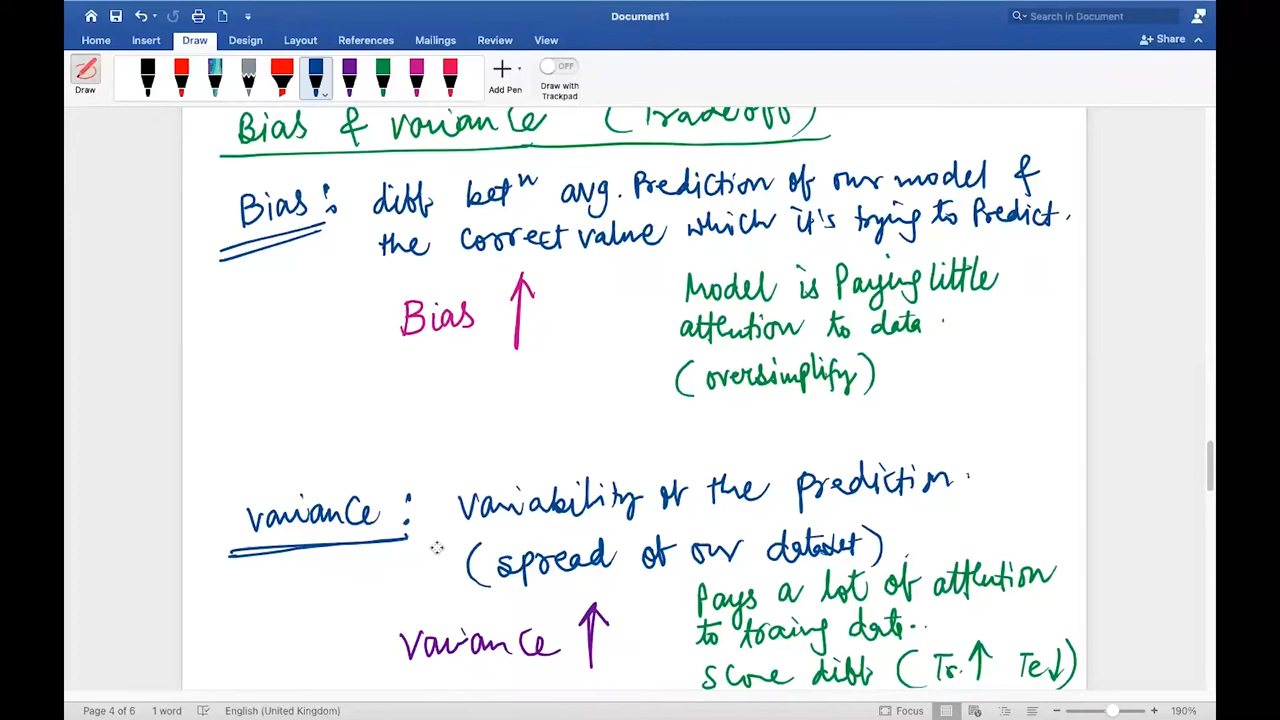 Document1
Search in Document
Home Insert Draw Design Layout References Mailings Review View
Share
Draw
Add Pen
OFF
Draw with
Trackpad
Bias & variance (Tradeoff)
Bias: diff betⁿ avg. Prediction of our model &
the correct value which it's trying to Predict.
Bias ↑
Model is Paying little
attention to data.
(oversimplify)
variance: Variability of the prediction.
(spread of our dataset)
Pays a lot of attention
to traing data..
variance ↑
score diff (Tr.↑ Te↓)
Page 4 of 6 1 word English (United Kingdom) Focus 190%